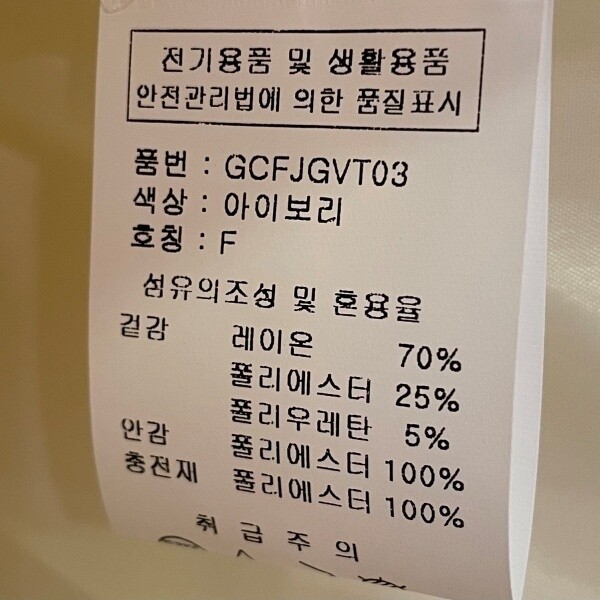 전기용품 및 생활용품
안전관리법에 의한 품질표시
품번 : GCFJGVT03
색상 : 아이보리
호칭 : F
섬유의조성 및 혼용율
겉감 레이온 70%
폴리에스터 25%
폴리우레탄 5%
안감 폴리에스터 100%
충전재 폴리에스터 100%
취급주의